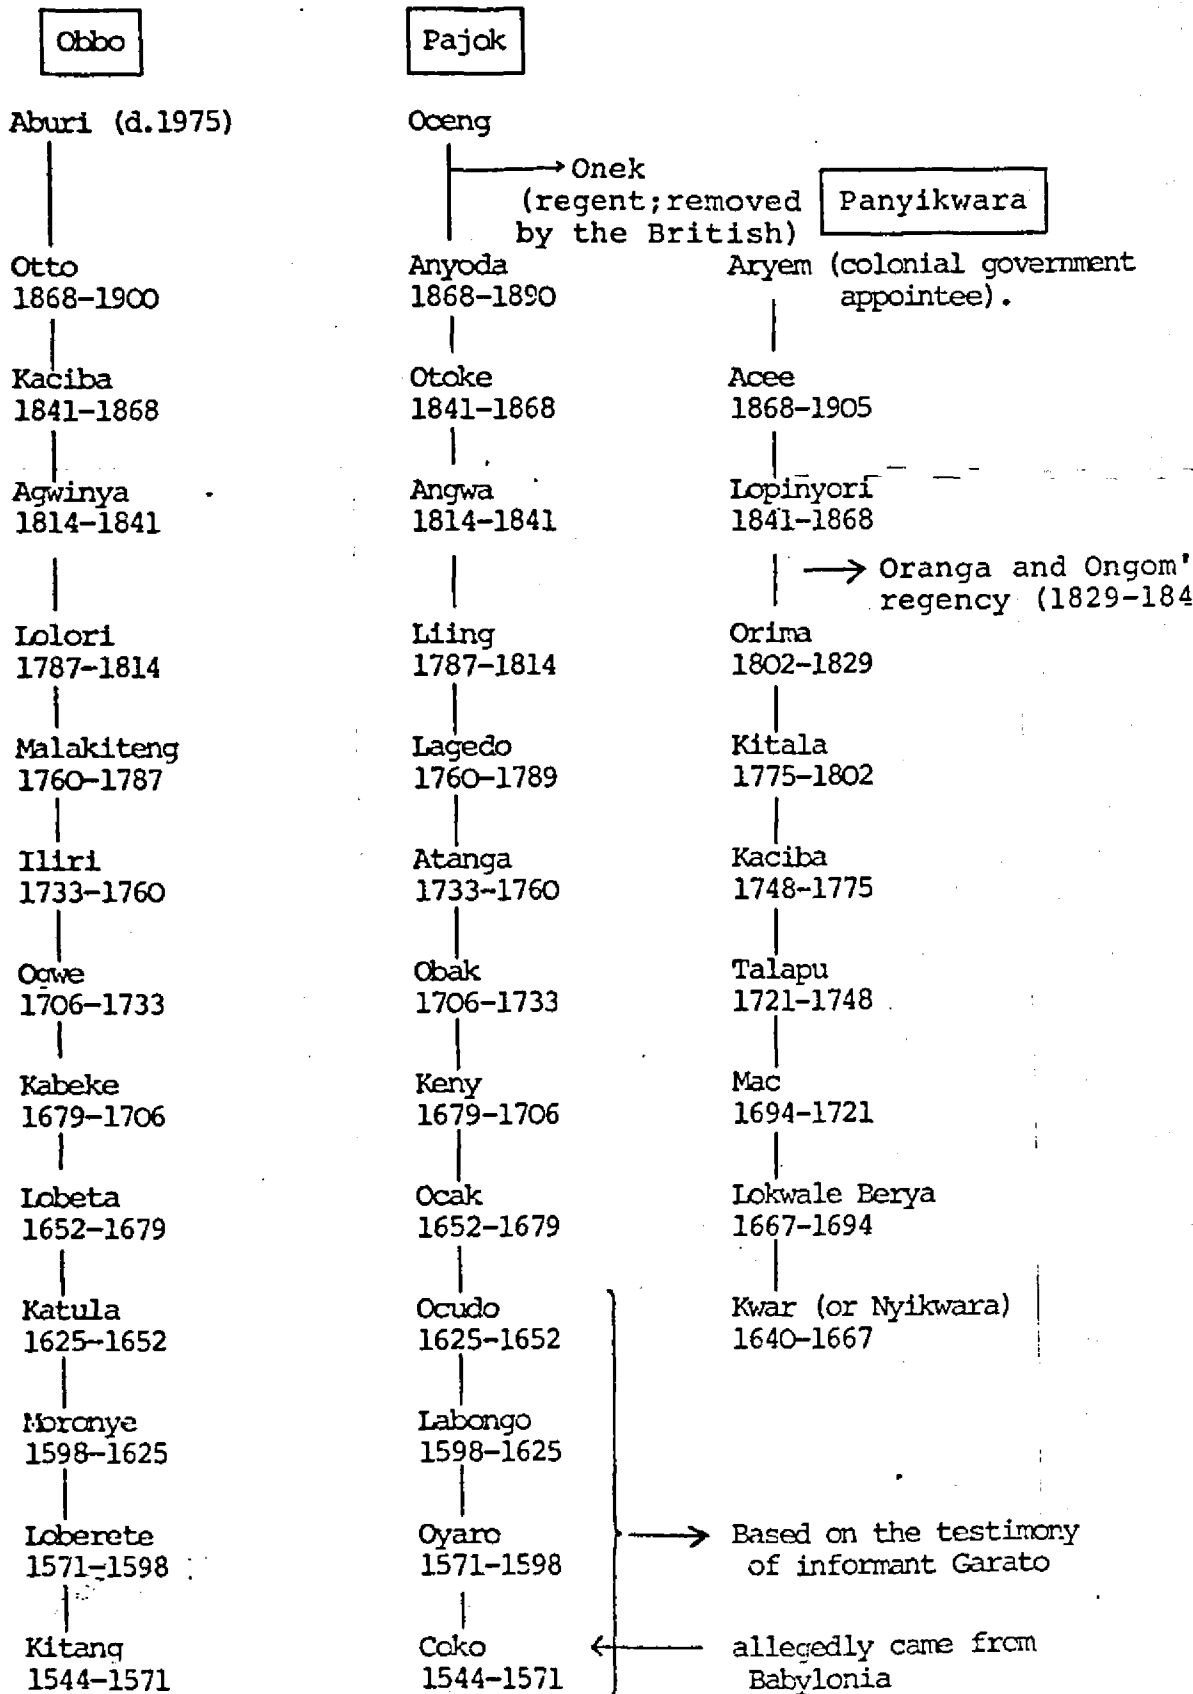 Obbo
Pajok
Aburi (d.1975)
Oceng
Onek
(regent; removed
by the British)
Panyikwara
Otto
1868-1900
Anyoda
1868-1890
Aryem (colonial government
appointee).
Kaciba
1841-1868
Otoke
1841-1868
Acee
1868-1905
Agwinya
1814-1841
Angwa
1814-1841
Lopinyori
1841-1868
Oranga and Ongom'
regency (1829-184
Lolori
1787-1814
Liing
1787-1814
Orima
1802-1829
Malakiteng
1760-1787
Lagedo
1760-1789
Kitala
1775-1802
Iliri
1733-1760
Atanga
1733-1760
Kaciba
1748-1775
Ogwe
1706-1733
Obak
1706-1733
Talapu
1721-1748
Kabeke
1679-1706
Keny
1679-1706
Mac
1694-1721
Lobeta
1652-1679
Ocak
1652-1679
Lokwale Berya
1667-1694
Katula
1625-1652
Ocudo
1625-1652
Kwar (or Nyikwara)
1640-1667
Moronye
1598-1625
Labongo
1598-1625
Loberete
1571-1598
Oyaro
1571-1598
Based on the testimony
of informant Garato
Kitang
1544-1571
Coko
1544-1571
allegedly came from
Babylonia